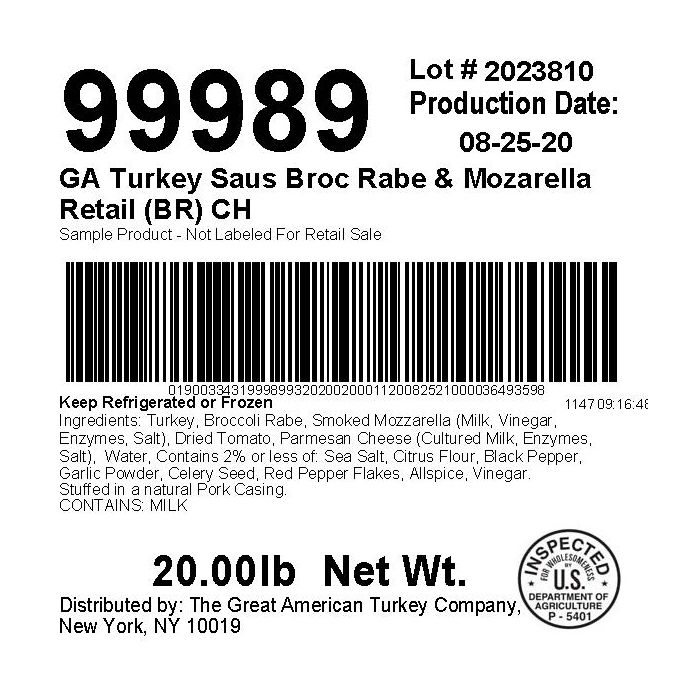 99989
Lot # 2023810
Production Date:
08-25-20
GA Turkey Saus Broc Rabe & Mozarella
Retail (BR) CH
Sample Product - Not Labeled For Retail Sale
019003343199989932020020001120082521000036493598
Keep Refrigerated or Frozen
1147 09:16:48
Ingredients: Turkey, Broccoli Rabe, Smoked Mozzarella (Milk, Vinegar,
Enzymes, Salt), Dried Tomato, Parmesan Cheese (Cultured Milk, Enzymes,
Salt), Water, Contains 2% or less of: Sea Salt, Citrus Flour, Black Pepper,
Garlic Powder, Celery Seed, Red Pepper Flakes, Allspice, Vinegar.
Stuffed in a natural Pork Casing.
CONTAINS: MILK
20.00lb Net Wt.
INSPECTED
FOR WHOLESOMENESS
BY
U.S.
DEPARTMENT OF
AGRICULTURE
P - 5401
Distributed by: The Great American Turkey Company,
New York, NY 10019